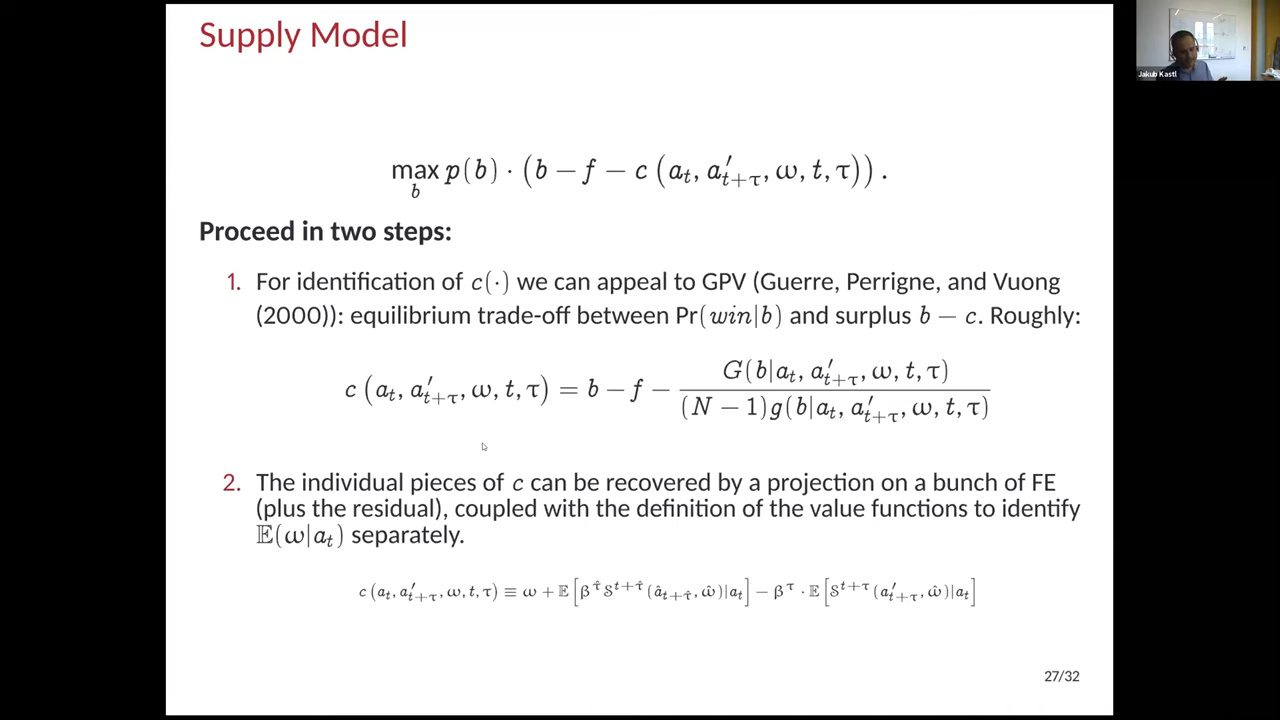 Supply Model
max_b p(b) · (b − f − c (a_t, a′_{t+τ}, ω, t, τ)) .
Proceed in two steps:
1. For identification of c(·) we can appeal to GPV (Guerre, Perrigne, and Vuong
(2000)): equilibrium trade-off between Pr(win|b) and surplus b − c. Roughly:
c (a_t, a′_{t+τ}, ω, t, τ) = b − f − G(b|a_t, a′_{t+τ}, ω, t, τ) / (N − 1)g(b|a_t, a′_{t+τ}, ω, t, τ)
2. The individual pieces of c can be recovered by a projection on a bunch of FE
(plus the residual), coupled with the definition of the value functions to identify
𝔼(ω|a_t) separately.
c (a_t, a′_{t+τ}, ω, t, τ) ≡ ω + 𝔼[β^{τ̂} S^{t+τ̂} (â_{t+τ̂}, ω̂)|a_t] − β^τ · 𝔼[S^{t+τ} (a′_{t+τ}, ω̂)|a_t]
27/32
Jakub Kastl